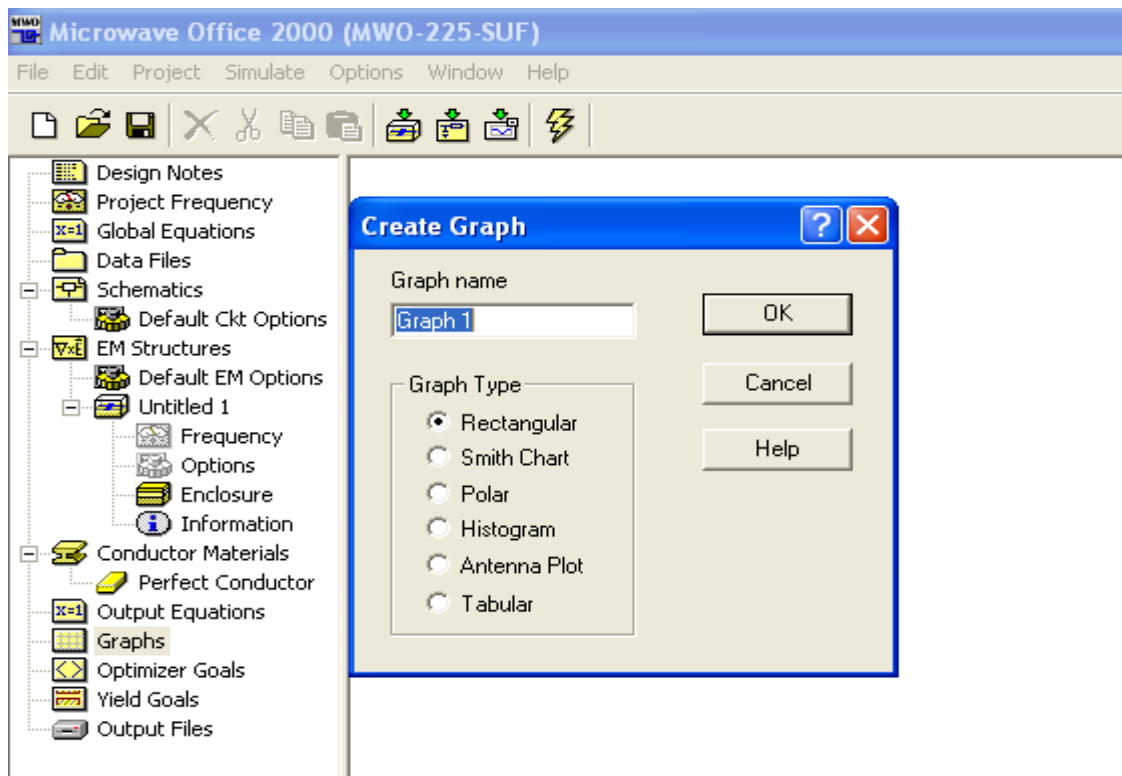 Microwave Office 2000 (MWO-225-SUF)
File Edit Project Simulate Options Window Help
Design Notes
Project Frequency
x=1 Global Equations
Data Files
Schematics
Default Ckt Options
∇×E EM Structures
Default EM Options
Untitled 1
Frequency
Options
Enclosure
Information
Conductor Materials
Perfect Conductor
x=1 Output Equations
Graphs
Optimizer Goals
Yield Goals
Output Files
Create Graph
Graph name
Graph 1
Graph Type
Rectangular
Smith Chart
Polar
Histogram
Antenna Plot
Tabular
OK
Cancel
Help